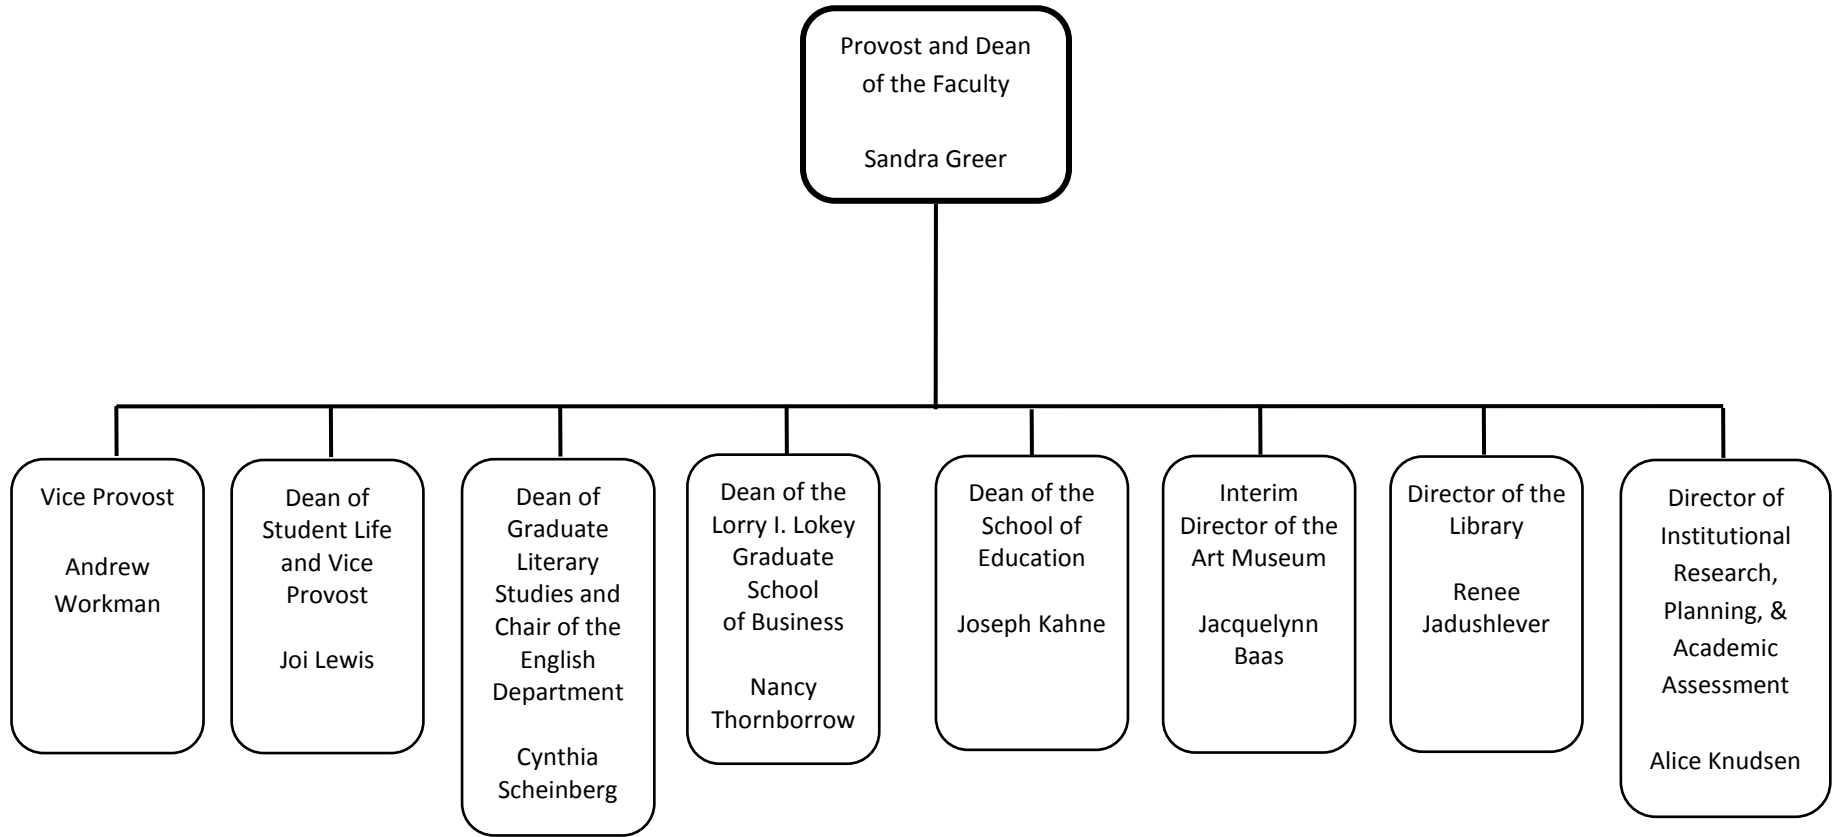 Provost and Dean
of the Faculty
Sandra Greer
Vice Provost
Andrew
Workman
Dean of
Student Life
and Vice
Provost
Joi Lewis
Dean of
Graduate
Literary
Studies and
Chair of the
English
Department
Cynthia
Scheinberg
Dean of the
Lorry I. Lokey
Graduate
School
of Business
Nancy
Thornborrow
Dean of the
School of
Education
Joseph Kahne
Interim
Director of the
Art Museum
Jacquelynn
Baas
Director of the
Library
Renee
Jadushlever
Director of
Institutional
Research,
Planning, &
Academic
Assessment
Alice Knudsen